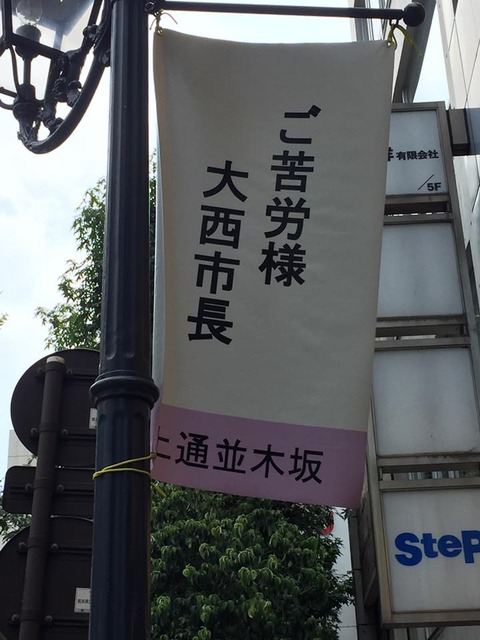 ご苦労様
大西市長
上通並木坂
有限会社
5F
Step